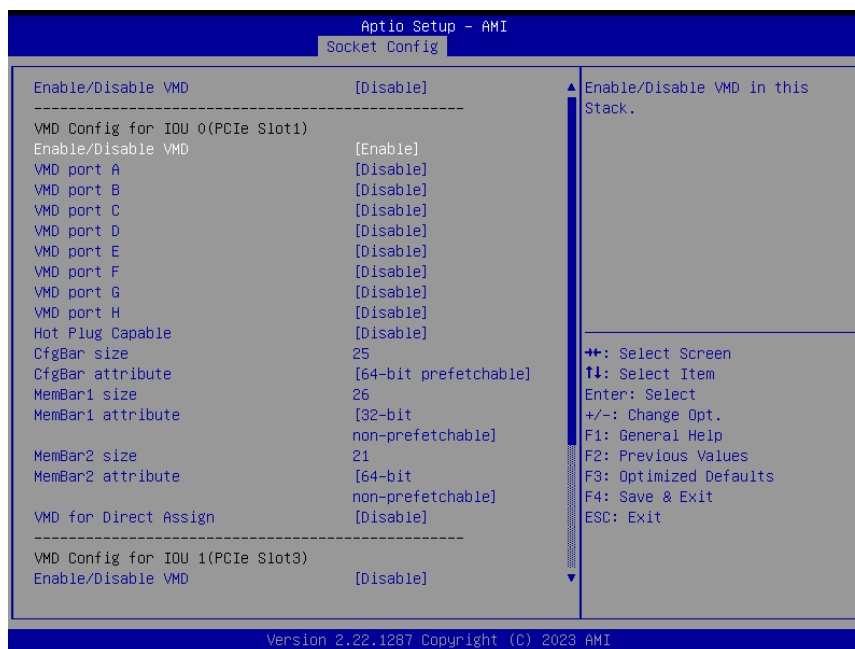 Aptio Setup - AMI
Socket Config
Enable/Disable VMD [Disable]
------------------------------------------------
VMD Config for IOU 0(PCIe Slot1)
Enable/Disable VMD [Enable]
VMD port A [Disable]
VMD port B [Disable]
VMD port C [Disable]
VMD port D [Disable]
VMD port E [Disable]
VMD port F [Disable]
VMD port G [Disable]
VMD port H [Disable]
Hot Plug Capable [Disable]
CfgBar size 25
CfgBar attribute [64-bit prefetchable]
MemBar1 size 26
MemBar1 attribute [32-bit
non-prefetchable]
MemBar2 size 21
MemBar2 attribute [64-bit
non-prefetchable]
VMD for Direct Assign [Disable]
------------------------------------------------
VMD Config for IOU 1(PCIe Slot3)
Enable/Disable VMD [Disable]
Enable/Disable VMD in this
Stack.
→←: Select Screen
↑↓: Select Item
Enter: Select
+/-: Change Opt.
F1: General Help
F2: Previous Values
F3: Optimized Defaults
F4: Save & Exit
ESC: Exit
Version 2.22.1287 Copyright (C) 2023 AMI